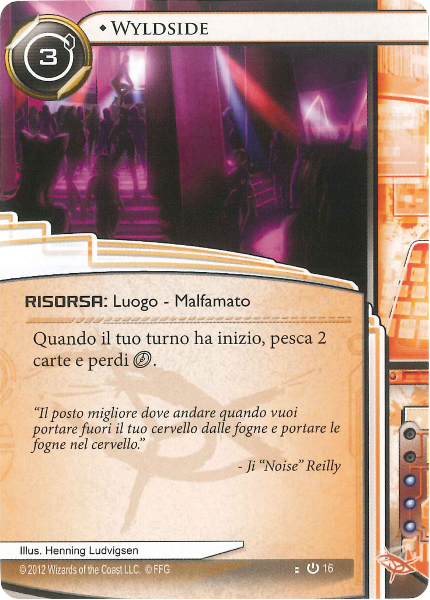 ◆ WYLDSIDE
3
RISORSA: Luogo - Malfamato
Quando il tuo turno ha inizio, pesca 2
carte e perdi .
“Il posto migliore dove andare quando vuoi
portare fuori il tuo cervello dalle fogne e portare le
fogne nel cervello.”
- Ji “Noise” Reilly
Illus. Henning Ludvigsen
© 2012 Wizards of the Coast LLC. © FFG
16